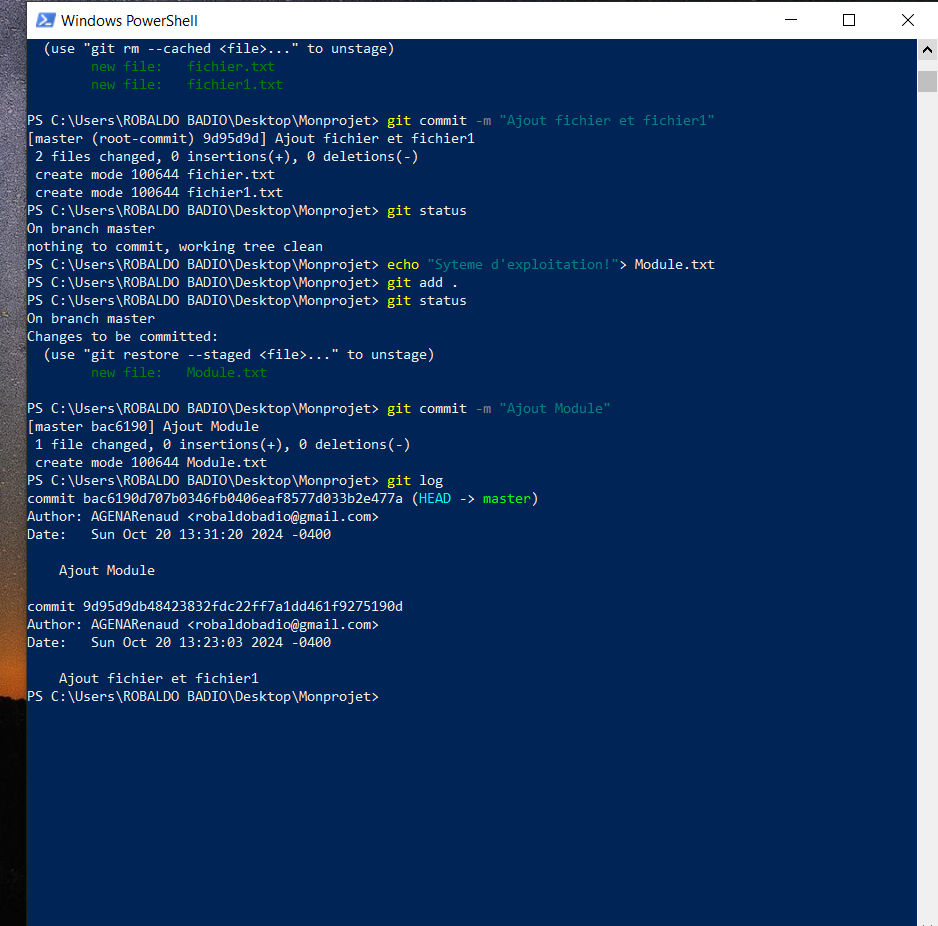 Windows PowerShell
(use "git rm --cached <file>..." to unstage)
new file: fichier.txt
new file: fichier1.txt
PS C:\Users\ROBALDO BADIO\Desktop\Monprojet> git commit -m "Ajout fichier et fichier1"
[master (root-commit) 9d95d9d] Ajout fichier et fichier1
2 files changed, 0 insertions(+), 0 deletions(-)
create mode 100644 fichier.txt
create mode 100644 fichier1.txt
PS C:\Users\ROBALDO BADIO\Desktop\Monprojet> git status
On branch master
nothing to commit, working tree clean
PS C:\Users\ROBALDO BADIO\Desktop\Monprojet> echo "Syteme d'exploitation!"> Module.txt
PS C:\Users\ROBALDO BADIO\Desktop\Monprojet> git add .
PS C:\Users\ROBALDO BADIO\Desktop\Monprojet> git status
On branch master
Changes to be committed:
(use "git restore --staged <file>..." to unstage)
new file: Module.txt
PS C:\Users\ROBALDO BADIO\Desktop\Monprojet> git commit -m "Ajout Module"
[master bac6190] Ajout Module
1 file changed, 0 insertions(+), 0 deletions(-)
create mode 100644 Module.txt
PS C:\Users\ROBALDO BADIO\Desktop\Monprojet> git log
commit bac6190d707b0346fb0406eaf8577d033b2e477a (HEAD -> master)
Author: AGENARenaud <robaldobadio@gmail.com>
Date: Sun Oct 20 13:31:20 2024 -0400
Ajout Module
commit 9d95d9db48423832fdc22ff7a1dd461f9275190d
Author: AGENARenaud <robaldobadio@gmail.com>
Date: Sun Oct 20 13:23:03 2024 -0400
Ajout fichier et fichier1
PS C:\Users\ROBALDO BADIO\Desktop\Monprojet>